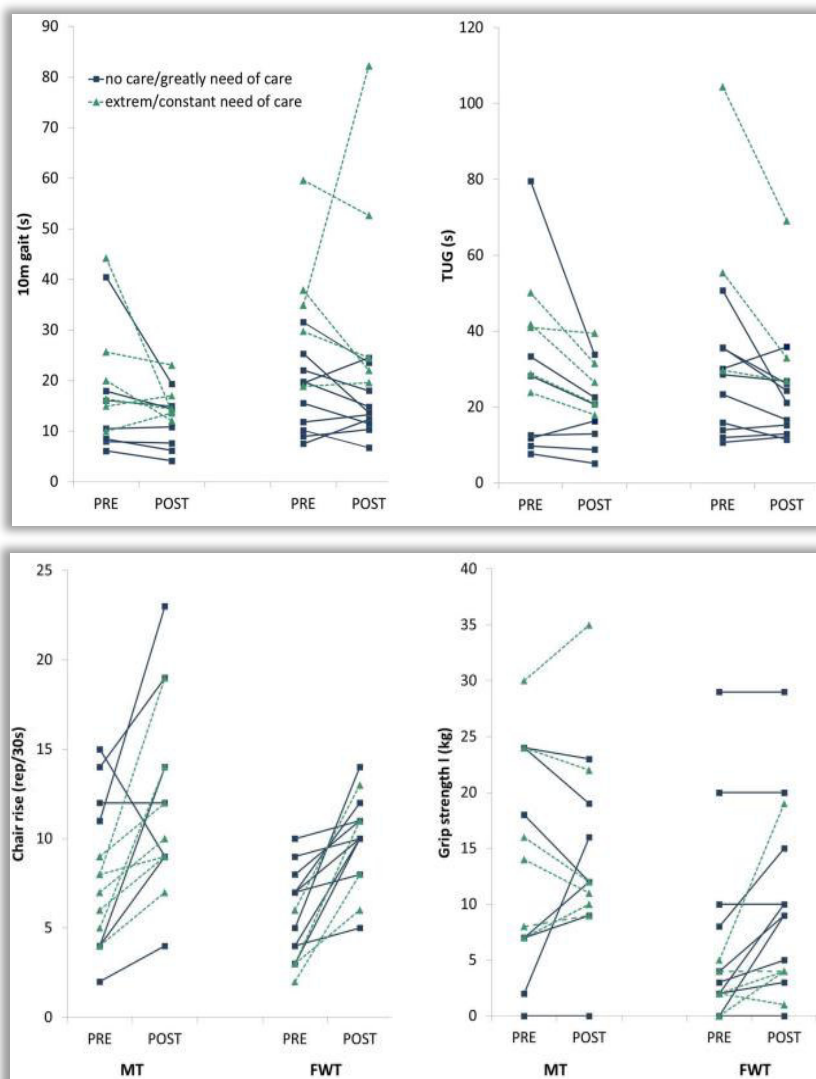 10m gait (s)
90
80
70
60
50
40
30
20
10
0
no care/greatly need of care
extrem/constant need of care
PRE POST PRE POST
TUG (s)
120
100
80
60
40
20
0
PRE POST PRE POST
Chair rise (rep/30s)
25
20
15
10
5
0
PRE POST PRE POST
MT FWT
Grip strength l (kg)
40
35
30
25
20
15
10
5
0
PRE POST PRE POST
MT FWT